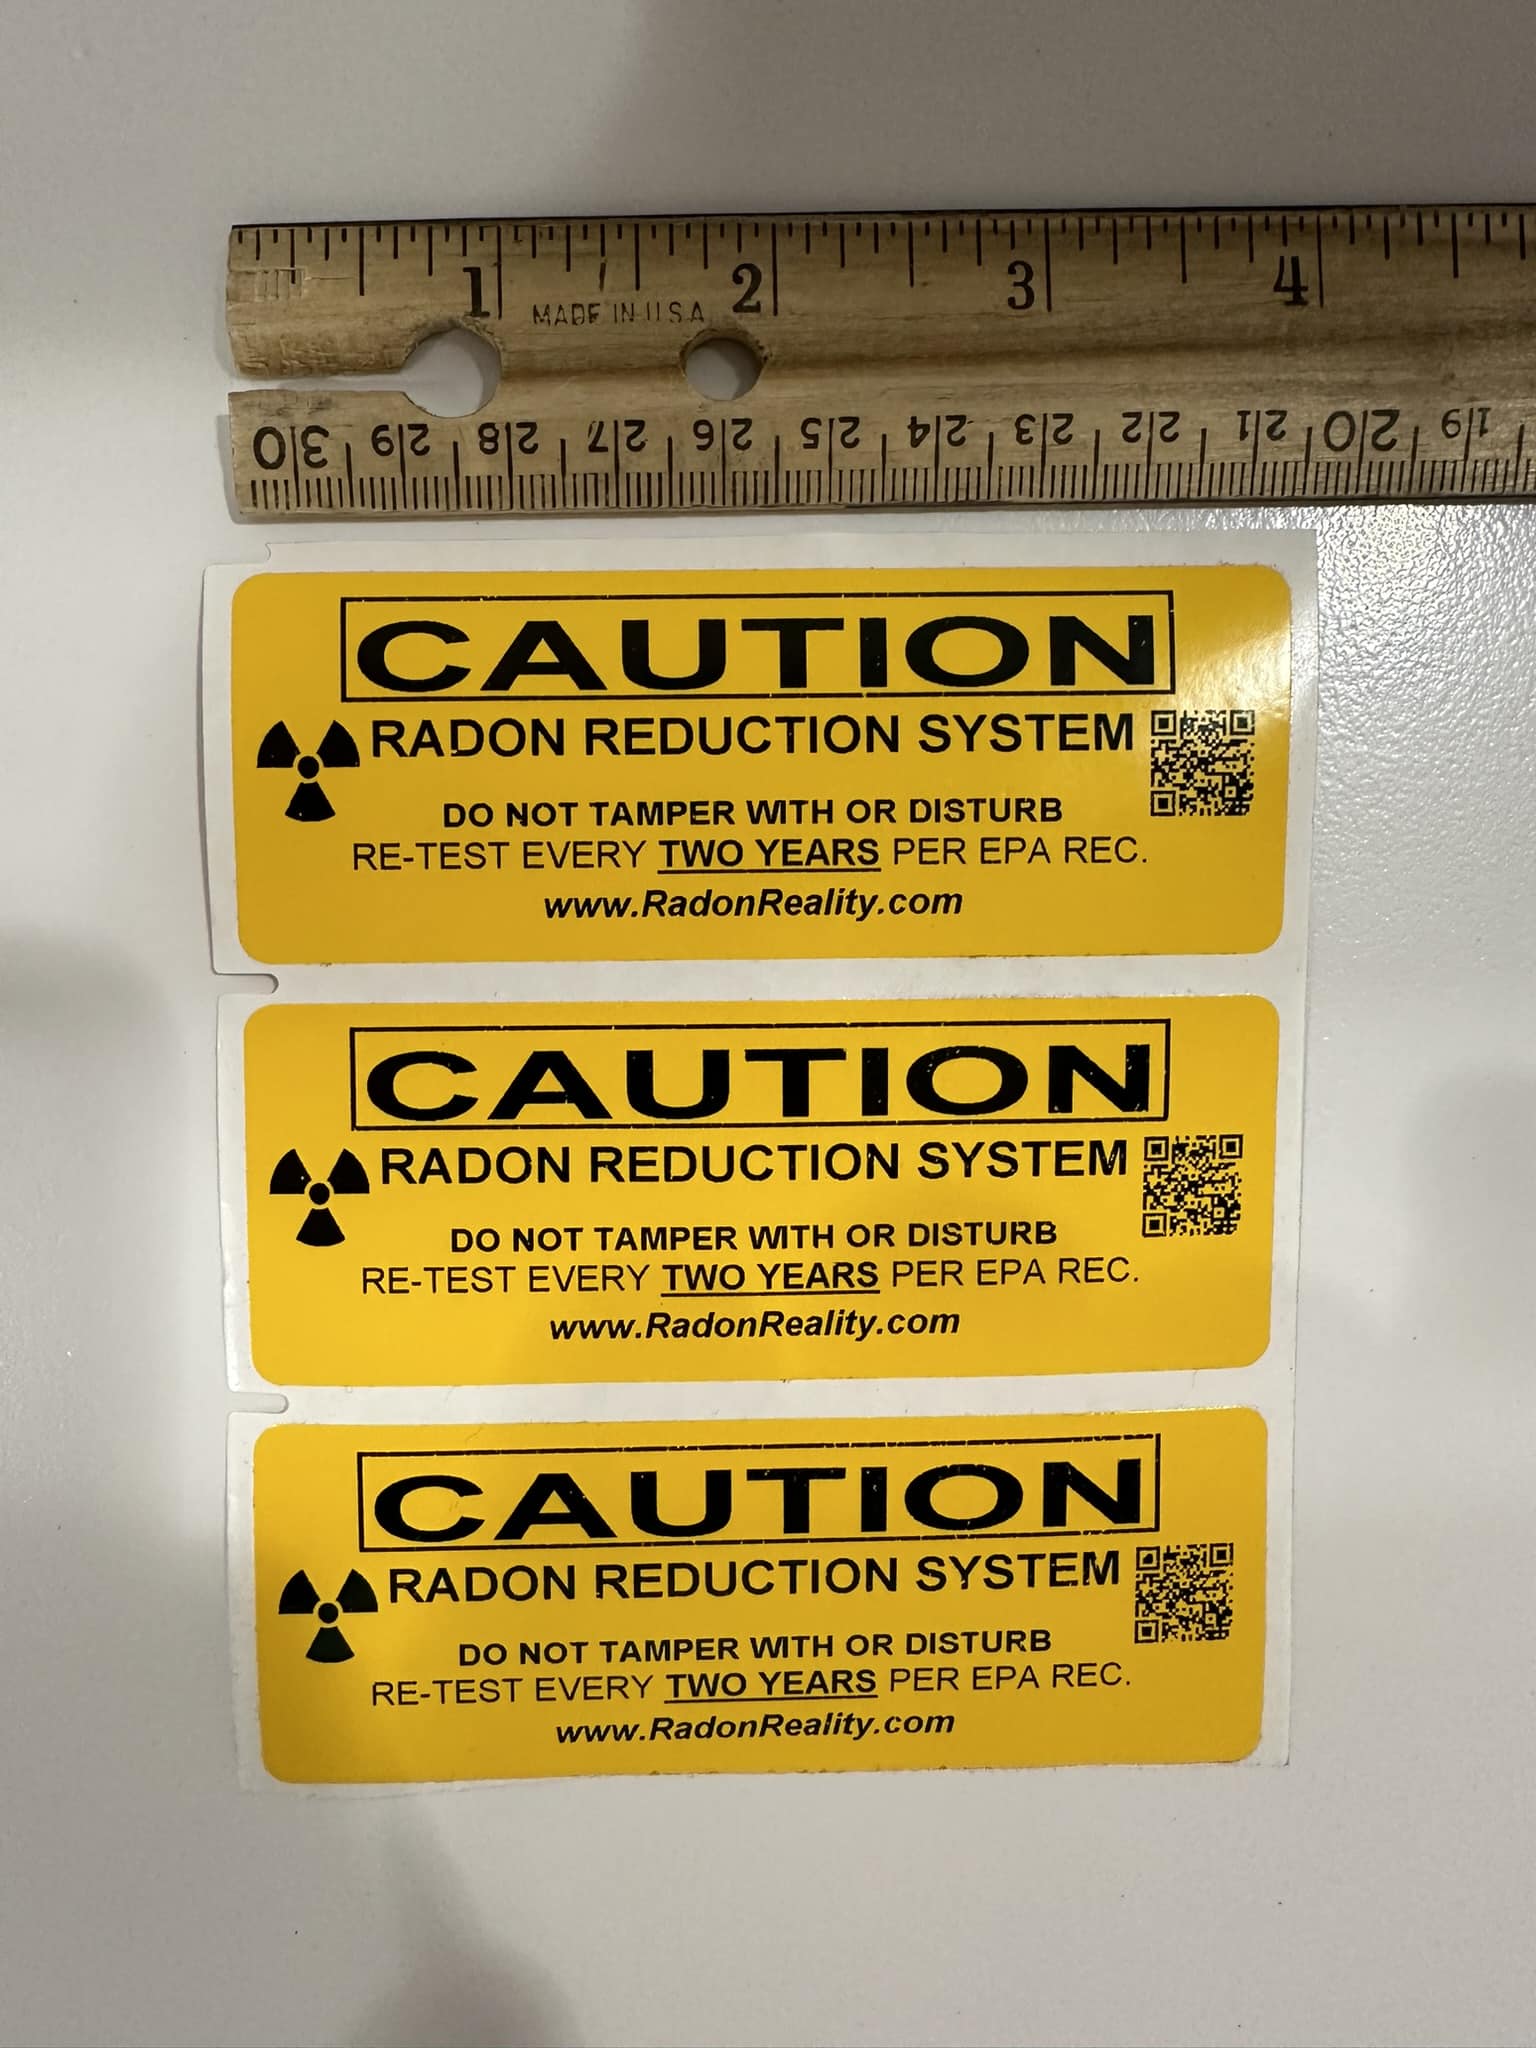 1 2 3 4
MADE IN U.S.A
30 29 28 27 26 25 24 23 22 21 20 19
CAUTION
RADON REDUCTION SYSTEM
DO NOT TAMPER WITH OR DISTURB
RE-TEST EVERY TWO YEARS PER EPA REC.
www.RadonReality.com
CAUTION
RADON REDUCTION SYSTEM
DO NOT TAMPER WITH OR DISTURB
RE-TEST EVERY TWO YEARS PER EPA REC.
www.RadonReality.com
CAUTION
RADON REDUCTION SYSTEM
DO NOT TAMPER WITH OR DISTURB
RE-TEST EVERY TWO YEARS PER EPA REC.
www.RadonReality.com